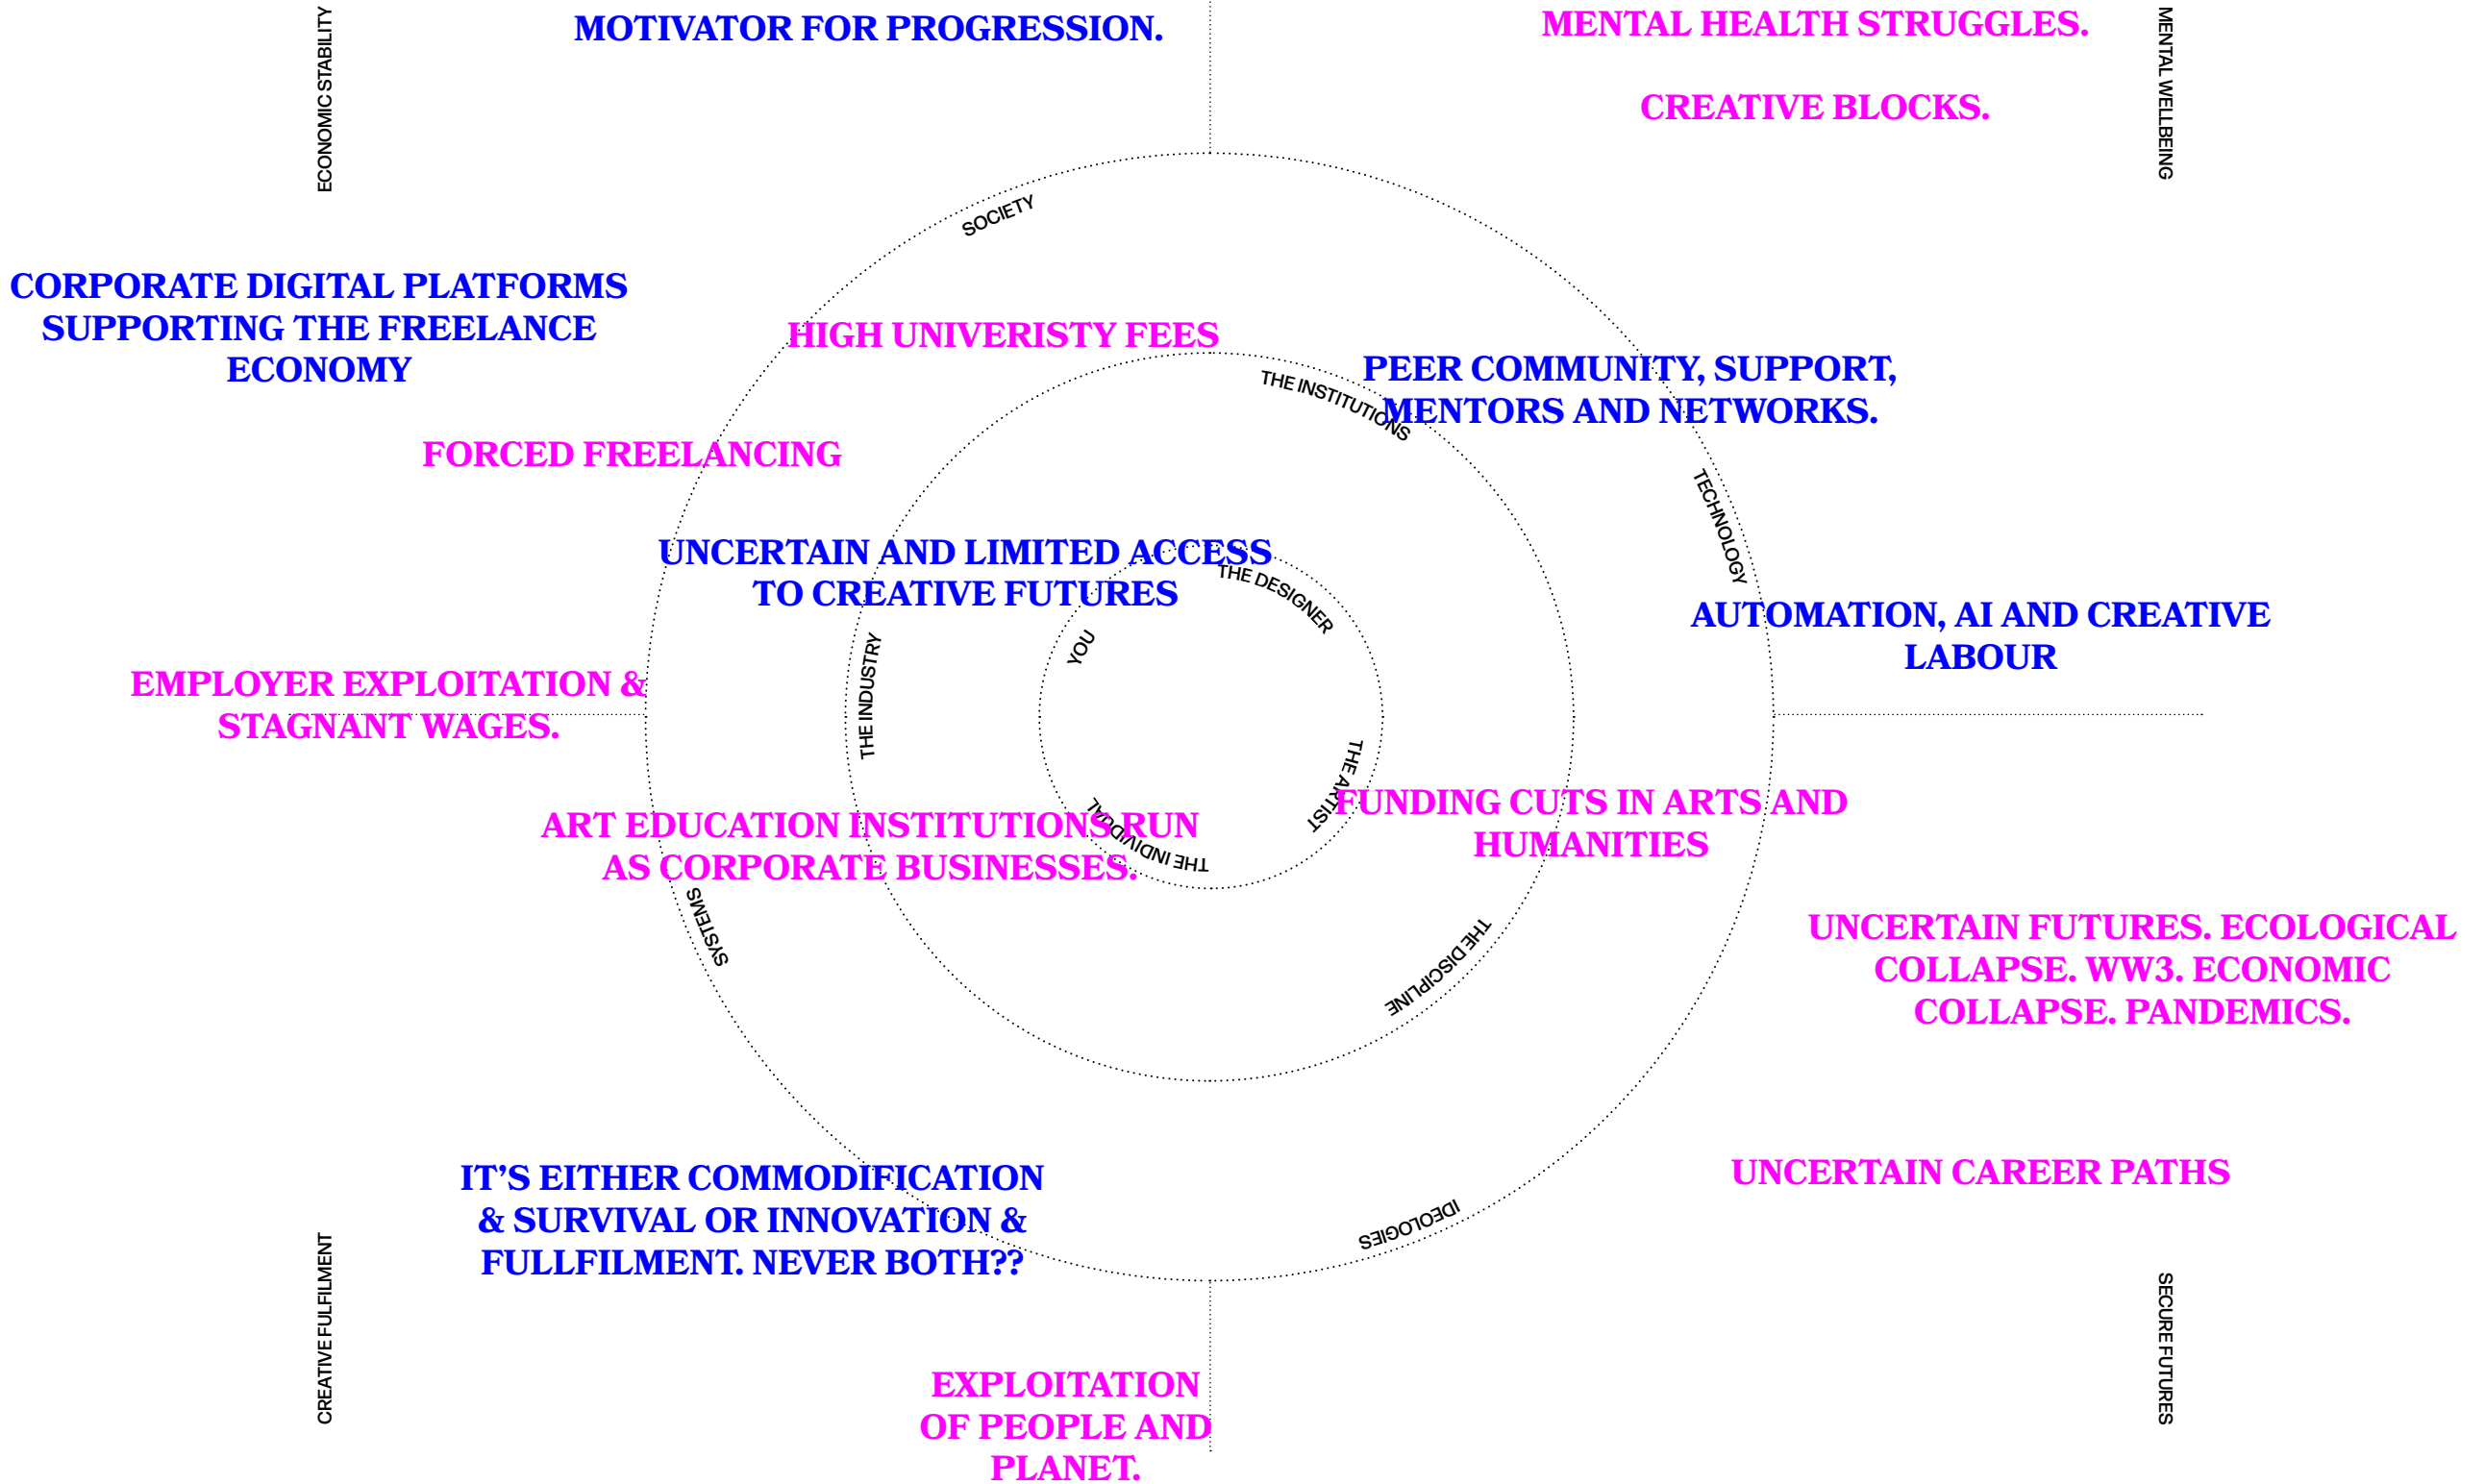 ECONOMIC STABILITY
MOTIVATOR FOR PROGRESSION.
MENTAL HEALTH STRUGGLES.
CREATIVE BLOCKS.
MENTAL WELLBEING
SOCIETY
CORPORATE DIGITAL PLATFORMS
SUPPORTING THE FREELANCE
ECONOMY
HIGH UNIVERISTY FEES
THE INSTITUTIONS
PEER COMMUNITY, SUPPORT,
MENTORS AND NETWORKS.
FORCED FREELANCING
TECHNOLOGY
UNCERTAIN AND LIMITED ACCESS
TO CREATIVE FUTURES
THE DESIGNER
YOU
THE INDUSTRY
AUTOMATION, AI AND CREATIVE
LABOUR
EMPLOYER EXPLOITATION &
STAGNANT WAGES.
THE ARTIST
THE INDIVIDUAL
FUNDING CUTS IN ARTS AND
HUMANITIES
ART EDUCATION INSTITUTIONS RUN
AS CORPORATE BUSINESSES.
SYSTEMS
THE DISCIPLINE
UNCERTAIN FUTURES. ECOLOGICAL
COLLAPSE. WW3. ECONOMIC
COLLAPSE. PANDEMICS.
IT'S EITHER COMMODIFICATION
& SURVIVAL OR INNOVATION &
FULLFILMENT. NEVER BOTH??
UNCERTAIN CAREER PATHS
IDEOLOGIES
CREATIVE FULFILMENT
SECURE FUTURES
EXPLOITATION
OF PEOPLE AND
PLANET.